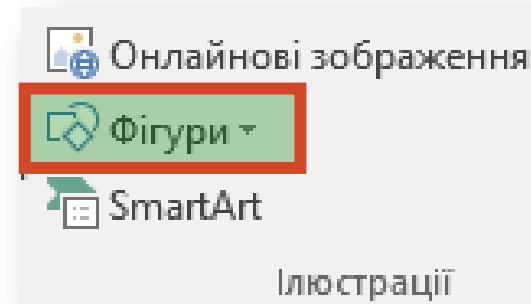 Онлайнові зображення
Фігури
SmartArt
Ілюстрації